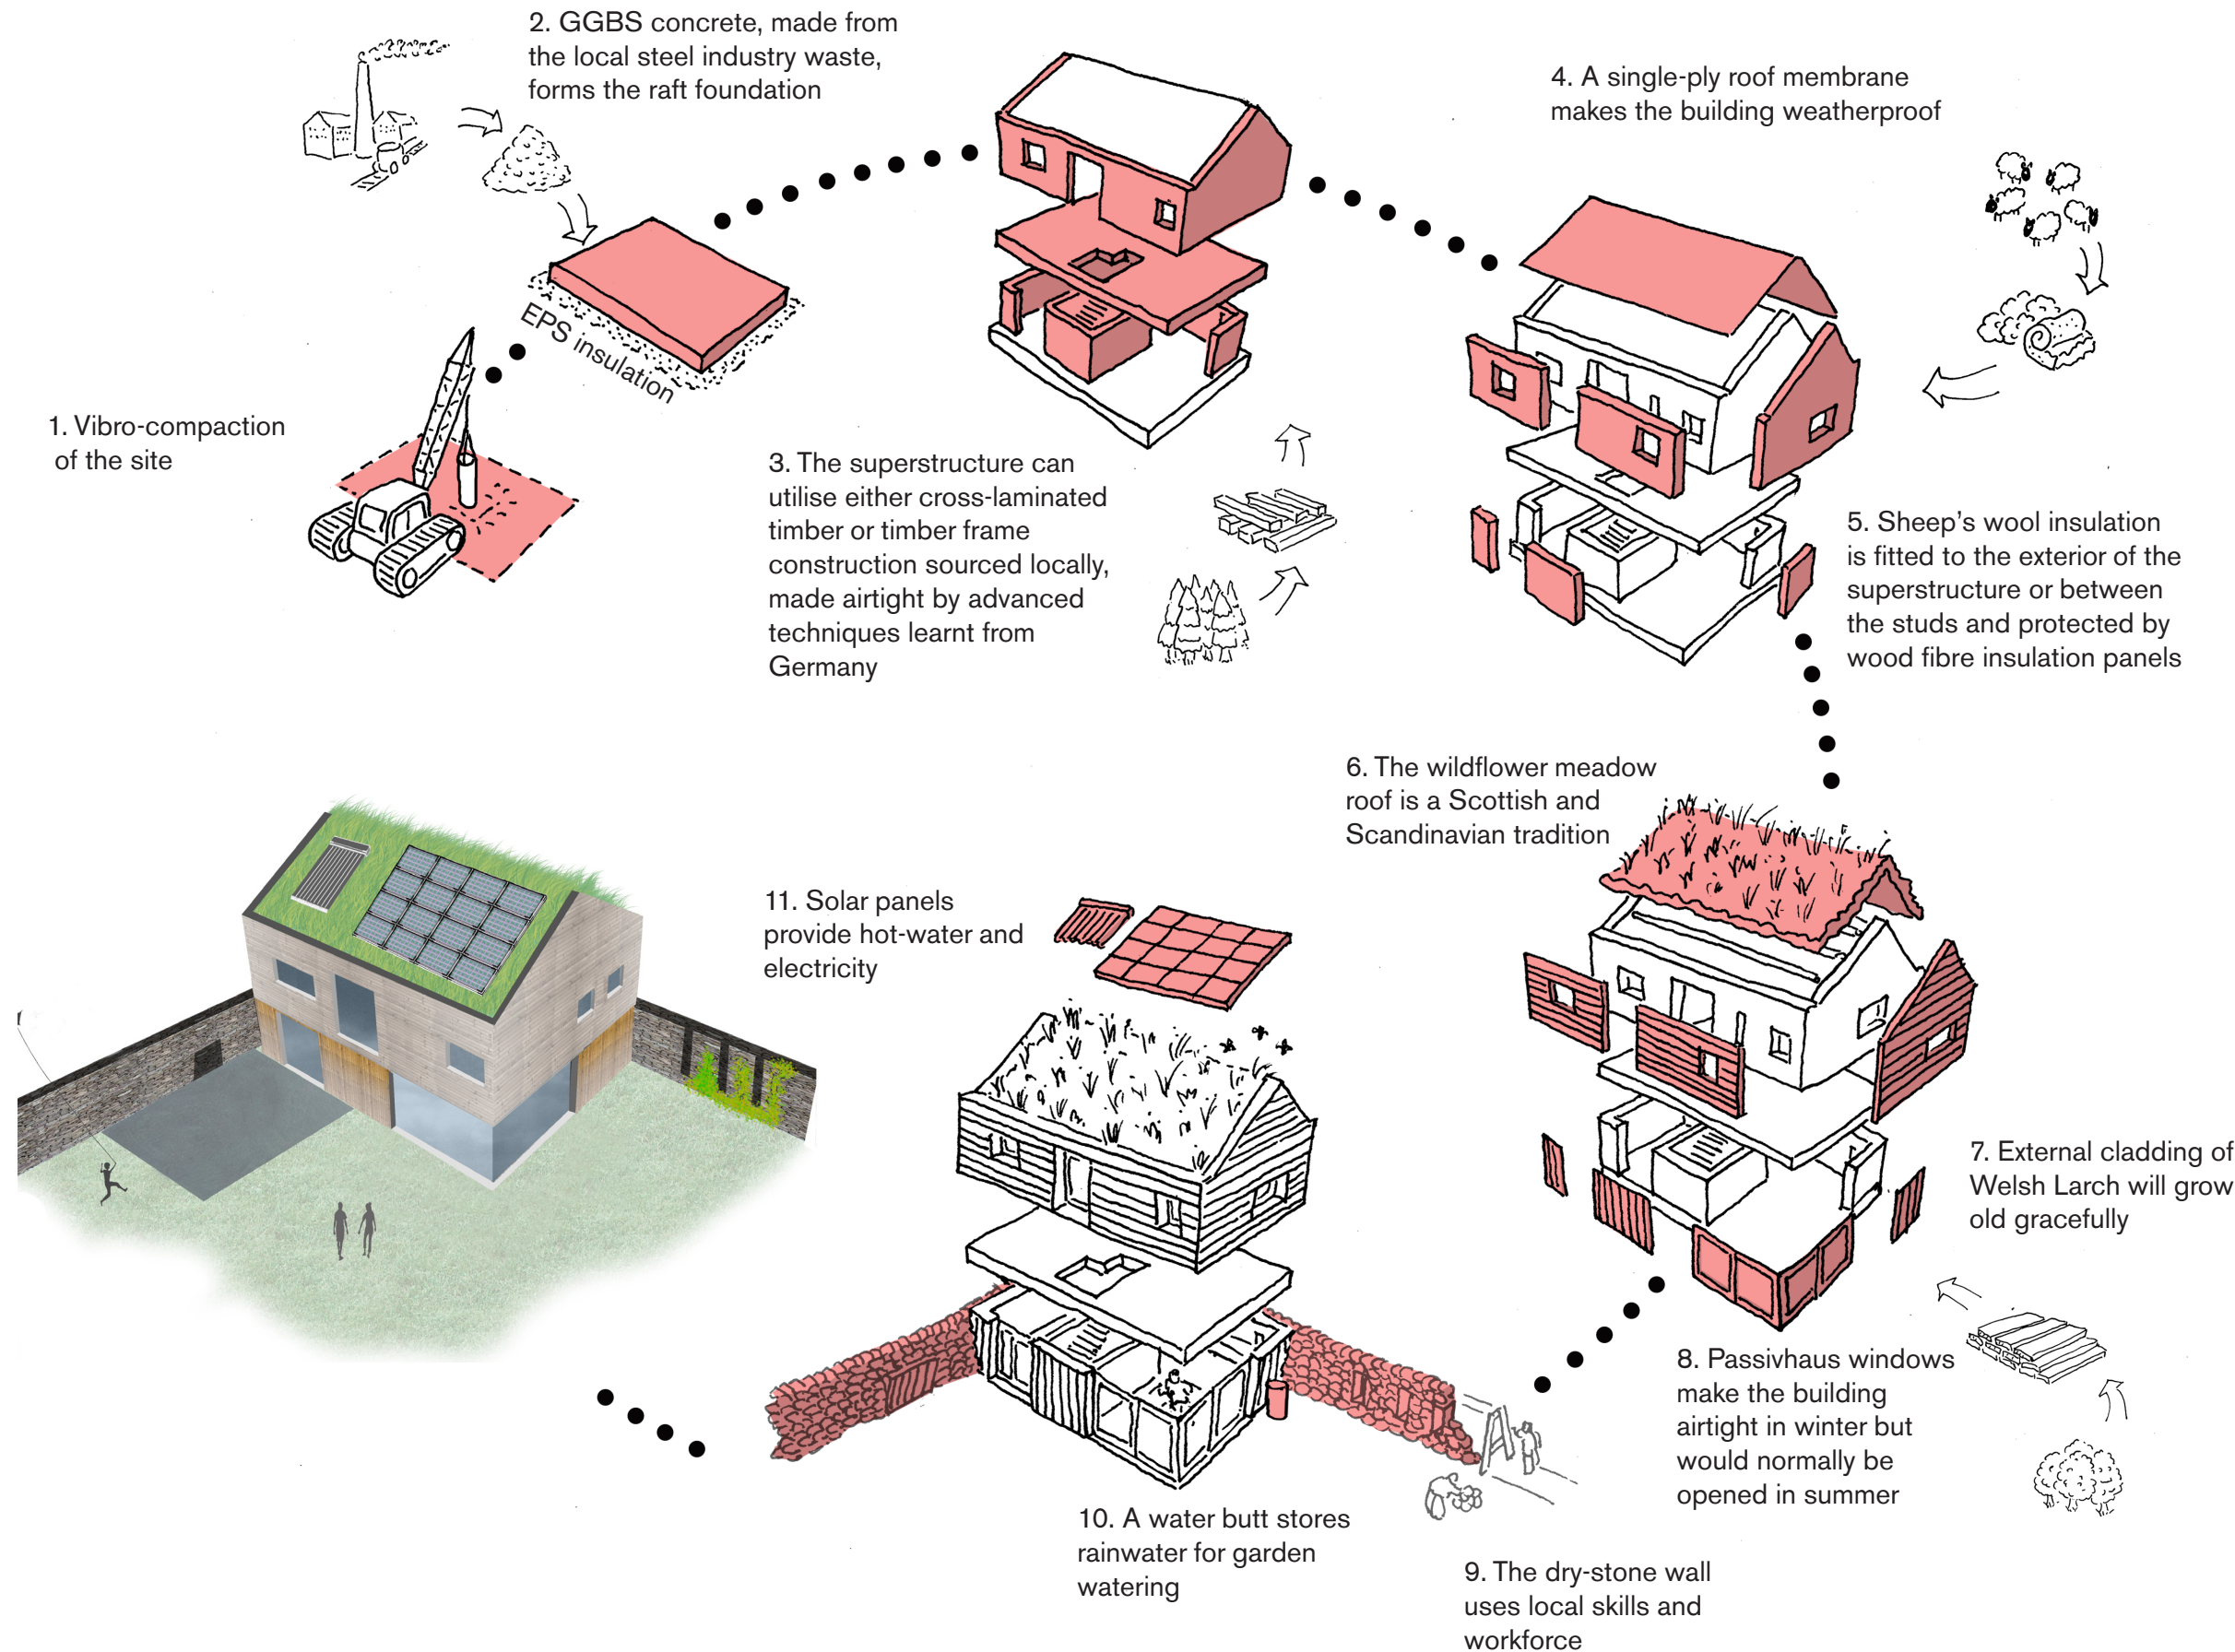 1. Vibro-compaction
of the site
2. GGBS concrete, made from
the local steel industry waste,
forms the raft foundation
EPS insulation
3. The superstructure can
utilise either cross-laminated
timber or timber frame
construction sourced locally,
made airtight by advanced
techniques learnt from
Germany
4. A single-ply roof membrane
makes the building weatherproof
5. Sheep's wool insulation
is fitted to the exterior of the
superstructure or between
the studs and protected by
wood fibre insulation panels
6. The wildflower meadow
roof is a Scottish and
Scandinavian tradition
7. External cladding of
Welsh Larch will grow
old gracefully
8. Passivhaus windows
make the building
airtight in winter but
would normally be
opened in summer
9. The dry-stone wall
uses local skills and
workforce
10. A water butt stores
rainwater for garden
watering
11. Solar panels
provide hot-water and
electricity